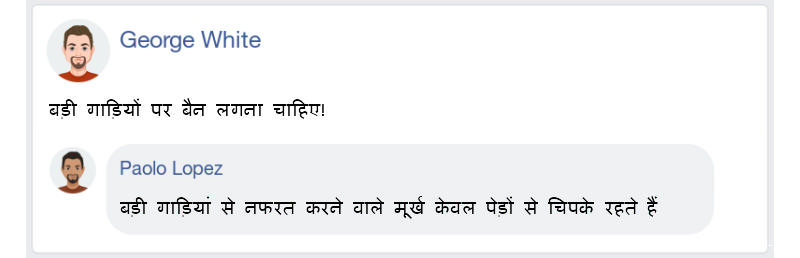 George White
बड़ी गाड़ियों पर बैन लगना चाहिए!
Paolo Lopez
बड़ी गाड़ियां से नफरत करने वाले मूर्ख केवल पेड़ों से चिपके रहते हैं